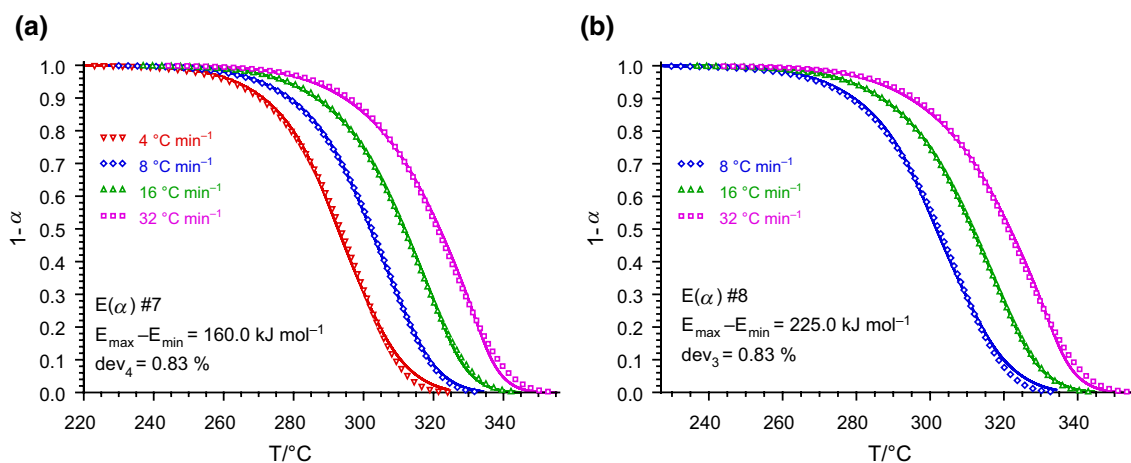 (a)
1.0
0.9
0.8
0.7
0.6
0.5
0.4
0.3
0.2
0.1
0.0
1-α
4 °C min⁻¹
8 °C min⁻¹
16 °C min⁻¹
32 °C min⁻¹
E(α) #7
Eₘₐₓ–Eₘᵢₙ = 160.0 kJ mol⁻¹
dev₄ = 0.83 %
220 240 260 280 300 320 340
T/°C
(b)
1.0
0.9
0.8
0.7
0.6
0.5
0.4
0.3
0.2
0.1
0.0
1-α
8 °C min⁻¹
16 °C min⁻¹
32 °C min⁻¹
E(α) #8
Eₘₐₓ–Eₘᵢₙ = 225.0 kJ mol⁻¹
dev₃ = 0.83 %
240 260 280 300 320 340
T/°C